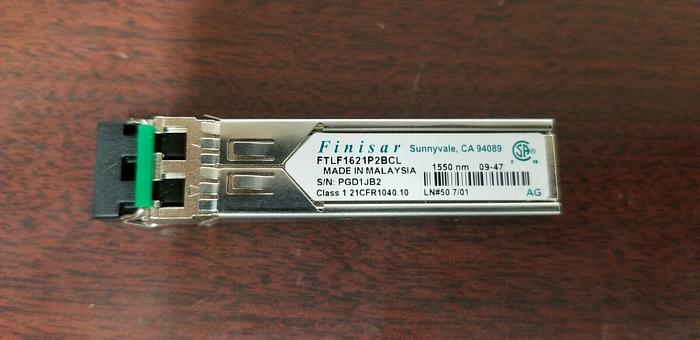 Finisar Sunnyvale, CA 94089
FTLF1621P2BCL
MADE IN MALAYSIA 1550 nm 09-47
S/N: PGD1JB2
Class 1 21CFR1040.10 LN#50 7/01
AG